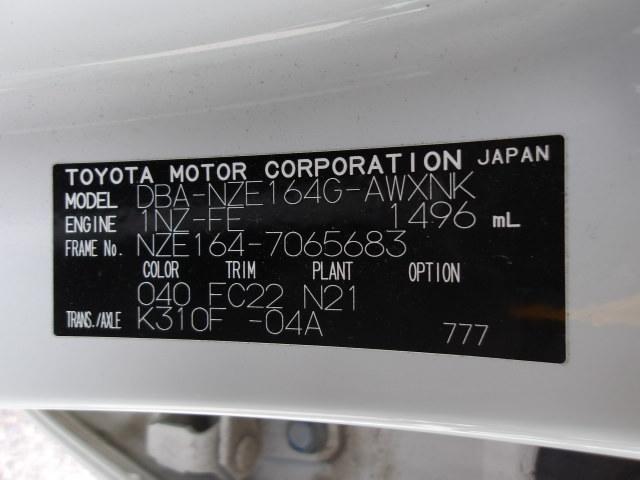 TOYOTA MOTOR CORPORATION JAPAN
MODEL DBA-NZE164G-AWXNK
ENGINE 1NZ-FE 1496 mL
FRAME No. NZE164-7065683
COLOR TRIM PLANT OPTION
040 FC22 N21
TRANS./AXLE K310F -04A 777